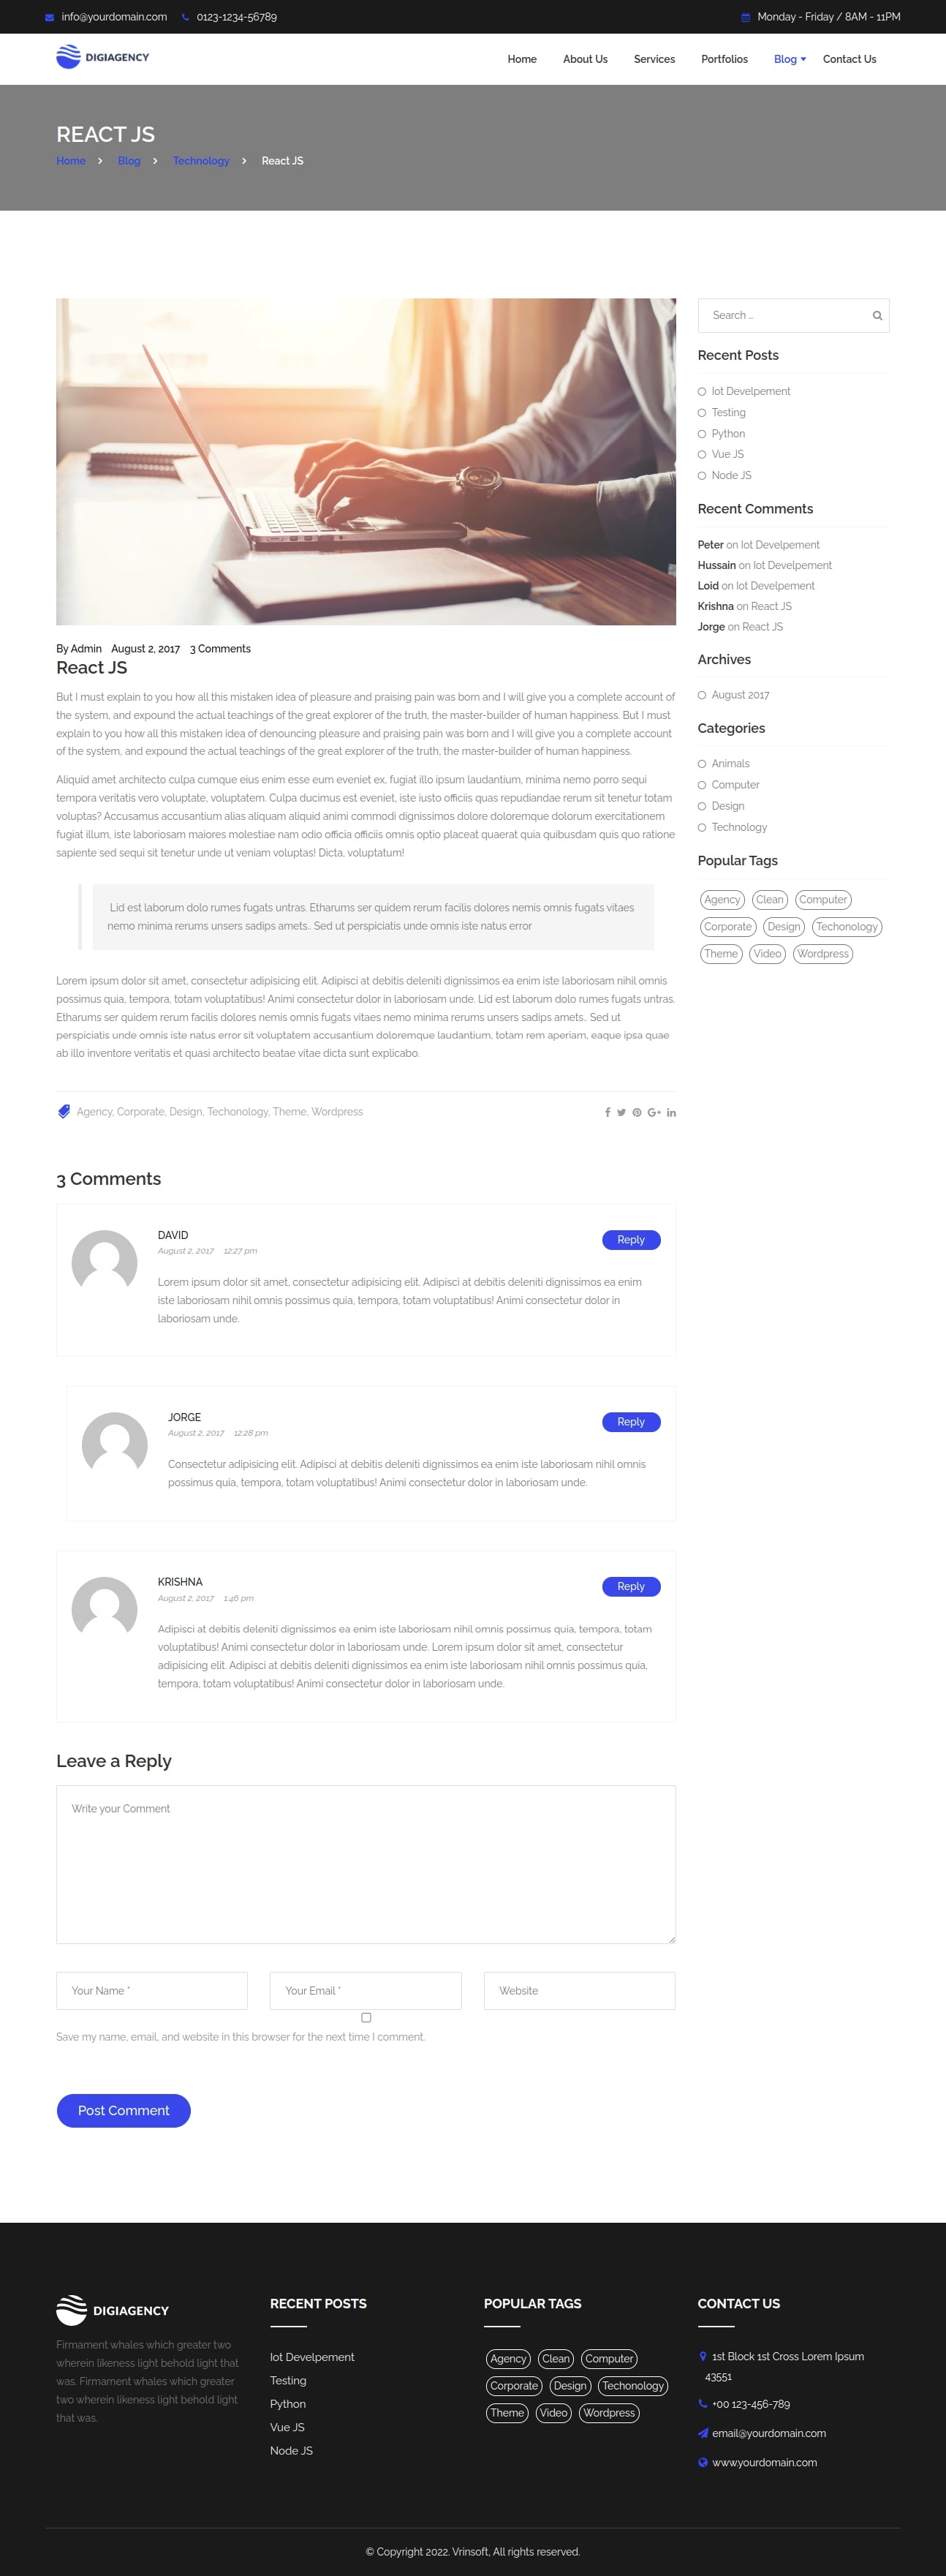 info@yourdomain.com 0123-1234-56789 Monday - Friday / 8AM - 11PM
DIGIAGENCY Home About Us Services Portfolios Blog Contact Us
REACT JS
Home Blog Technology React JS
By Admin August 2, 2017 3 Comments
React JS
But I must explain to you how all this mistaken idea of pleasure and praising pain was born and I will give you a complete account of
the system, and expound the actual teachings of the great explorer of the truth, the master-builder of human happiness. But I must
explain to you how all this mistaken idea of denouncing pleasure and praising pain was born and I will give you a complete account
of the system, and expound the actual teachings of the great explorer of the truth, the master-builder of human happiness.
Aliquid amet architecto culpa cumque eius enim esse eum eveniet ex, fugiat illo ipsum laudantium, minima nemo porro sequi
tempora veritatis vero voluptate, voluptatem. Culpa ducimus est eveniet, iste iusto officiis quas repudiandae rerum sit tenetur totam
voluptas? Accusamus accusantium alias aliquam aliquid animi commodi dignissimos dolore doloremque dolorum exercitationem
fugiat illum, iste laboriosam maiores molestiae nam odio officia officiis omnis optio placeat quaerat quia quibusdam quis quo ratione
sapiente sed sequi sit tenetur unde ut veniam voluptas! Dicta, voluptatum!
Lid est laborum dolo rumes fugats untras. Etharums ser quidem rerum facilis dolores nemis omnis fugats vitaes
nemo minima rerums unsers sadips amets.. Sed ut perspiciatis unde omnis iste natus error
Lorem ipsum dolor sit amet, consectetur adipisicing elit. Adipisci at debitis deleniti dignissimos ea enim iste laboriosam nihil omnis
possimus quia, tempora, totam voluptatibus! Animi consectetur dolor in laboriosam unde. Lid est laborum dolo rumes fugats untras.
Etharums ser quidem rerum facilis dolores nemis omnis fugats vitaes nemo minima rerums unsers sadips amets.. Sed ut
perspiciatis unde omnis iste natus error sit voluptatem accusantium doloremque laudantium, totam rem aperiam, eaque ipsa quae
ab illo inventore veritatis et quasi architecto beatae vitae dicta sunt explicabo.
Agency, Corporate, Design, Techonology, Theme, Wordpress
3 Comments
DAVID Reply
August 2, 2017 12:27 pm
Lorem ipsum dolor sit amet, consectetur adipisicing elit. Adipisci at debitis deleniti dignissimos ea enim
iste laboriosam nihil omnis possimus quia, tempora, totam voluptatibus! Animi consectetur dolor in
laboriosam unde.
JORGE Reply
August 2, 2017 12:28 pm
Consectetur adipisicing elit. Adipisci at debitis deleniti dignissimos ea enim iste laboriosam nihil omnis
possimus quia, tempora, totam voluptatibus! Animi consectetur dolor in laboriosam unde.
KRISHNA Reply
August 2, 2017 1:46 pm
Adipisci at debitis deleniti dignissimos ea enim iste laboriosam nihil omnis possimus quia, tempora, totam
voluptatibus! Animi consectetur dolor in laboriosam unde. Lorem ipsum dolor sit amet, consectetur
adipisicing elit. Adipisci at debitis deleniti dignissimos ea enim iste laboriosam nihil omnis possimus quia,
tempora, totam voluptatibus! Animi consectetur dolor in laboriosam unde.
Leave a Reply
Write your Comment
Your Name * Your Email * Website
Save my name, email, and website in this browser for the next time I comment.
Post Comment
Search ...
Recent Posts
Iot Develpement
Testing
Python
Vue JS
Node JS
Recent Comments
Peter on Iot Develpement
Hussain on Iot Develpement
Loid on Iot Develpement
Krishna on React JS
Jorge on React JS
Archives
August 2017
Categories
Animals
Computer
Design
Technology
Popular Tags
Agency Clean Computer
Corporate Design Techonology
Theme Video Wordpress
DIGIAGENCY
Firmament whales which greater two
wherein likeness light behold light that
was. Firmament whales which greater
two wherein likeness light behold light
that was.
RECENT POSTS
Iot Develpement
Testing
Python
Vue JS
Node JS
POPULAR TAGS
Agency Clean Computer
Corporate Design Techonology
Theme Video Wordpress
CONTACT US
1st Block 1st Cross Lorem Ipsum
43551
+00 123-456-789
email@yourdomain.com
www.yourdomain.com
© Copyright 2022. Vrinsoft, All rights reserved.